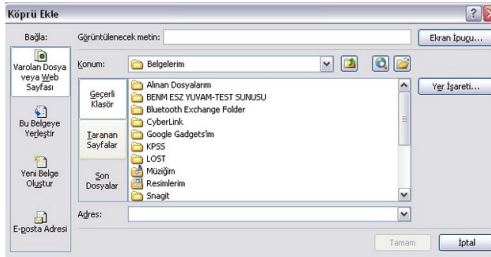 Köprü Ekle
Bağla:
Görüntülenecek metin:
Ekran İpucu...
Varolan Dosya
veya Web
Sayfası
Konum:
Belgelerim
Yer İşareti...
Bu Belgeye
Yerleştir
Yeni Belge
Oluştur
E-posta Adresi
Geçerli
Klasör
Taranan
Sayfalar
Son
Dosyalar
Alınan Dosyalarım
BENM ESZ YUVAM-TEST SUNUSU
Bluetooth Exchange Folder
CyberLink
Google Gadgets'im
KPSS
LOST
Müziğim
Resimlerim
Snagit
Adres:
Tamam
İptal